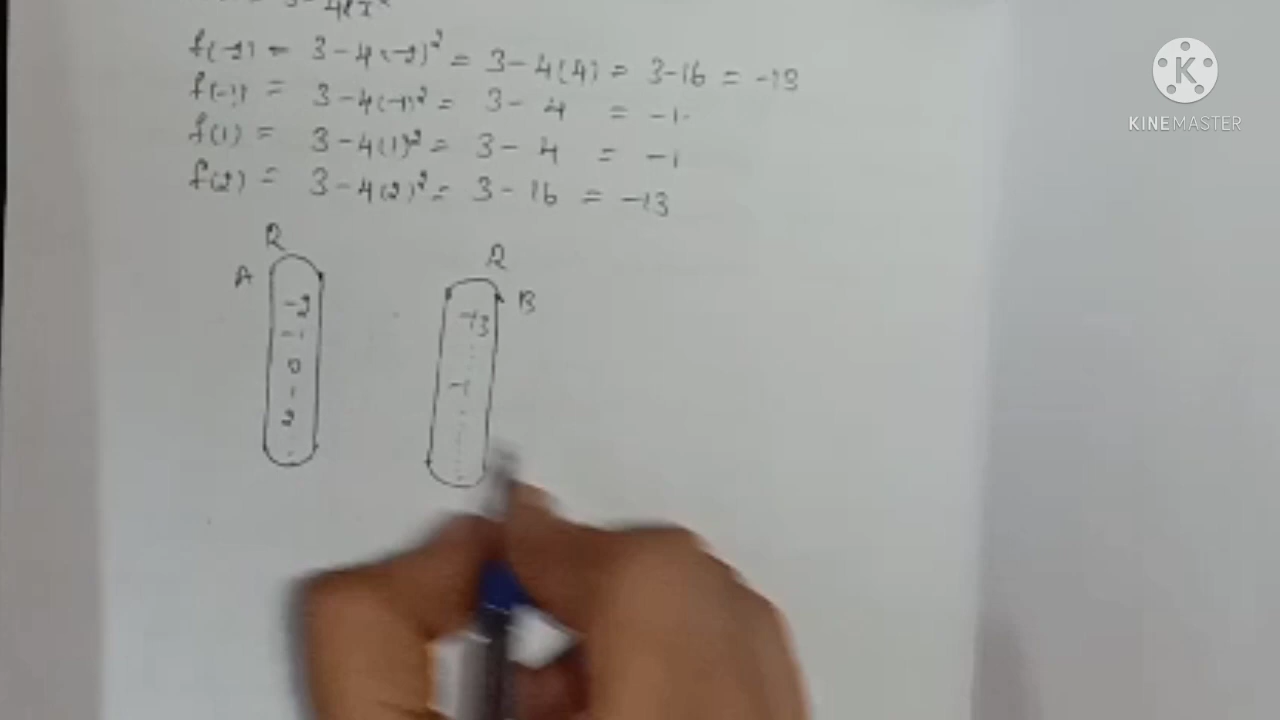 3-4x²
f(-2) = 3-4(-2)² = 3-4(4) = 3-16 = -13
f(-1) = 3-4(-1)² = 3-4 = -1
f(1) = 3-4(1)² = 3-4 = -1
f(2) = 3-4(2)² = 3-16 = -13
R R
A B
-2 -13
-1
0 -1
1
2
K
KINEMASTER